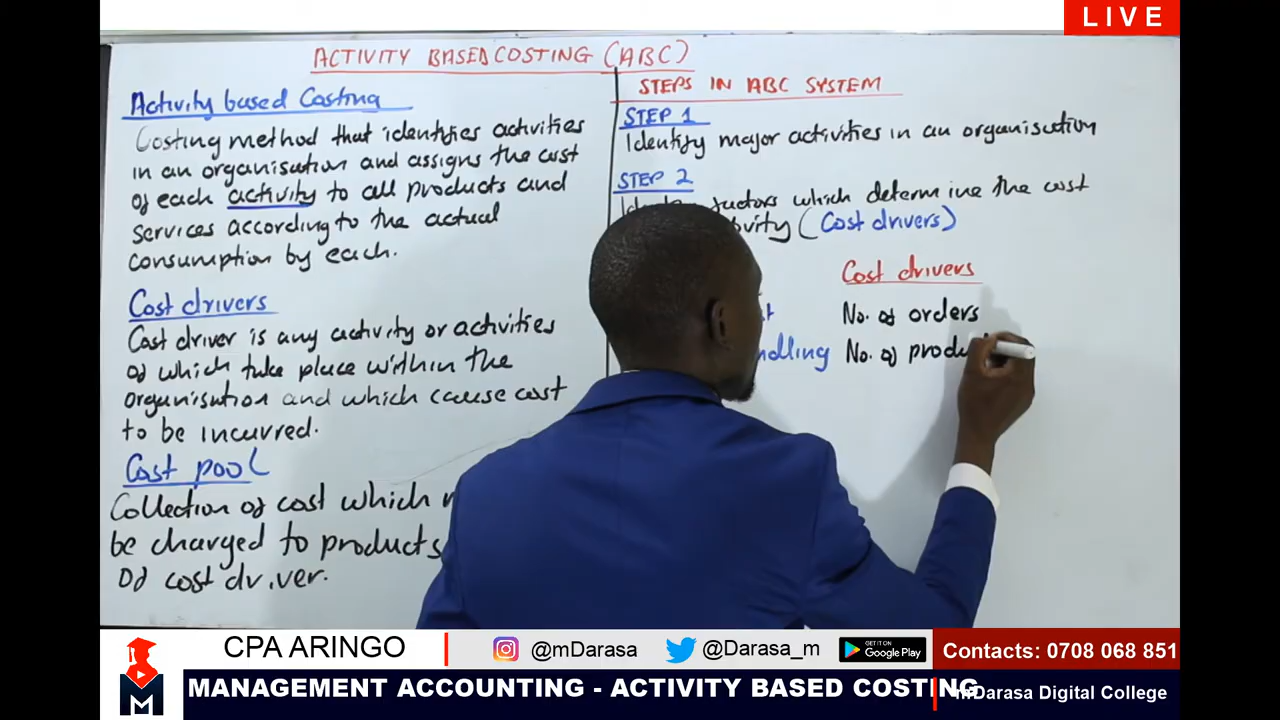 LIVE
ACTIVITY BASED COSTING (ABC)
Activity based Costing
Costing method that identifies activities
in an organisation and assigns the cost
of each activity to all products and
services according to the actual
consumption by each.
Cost drivers
Cost driver is any activity or activities
of which take place within the
organisation and which cause cost
to be incurred.
Cost pool
Collection of cost which
be charged to products
of cost driver.
STEPS IN ABC SYSTEM
STEP 1
Identify major activities in an organisation
STEP 2
factors which determine the cost
(Cost drivers)
Cost drivers
No. of orders
No. of produ
CPA ARINGO
@mDarasa
@Darasa_m
GET IT ON
Google Play
Contacts: 0708 068 851
MANAGEMENT ACCOUNTING - ACTIVITY BASED COSTING
mDarasa Digital College